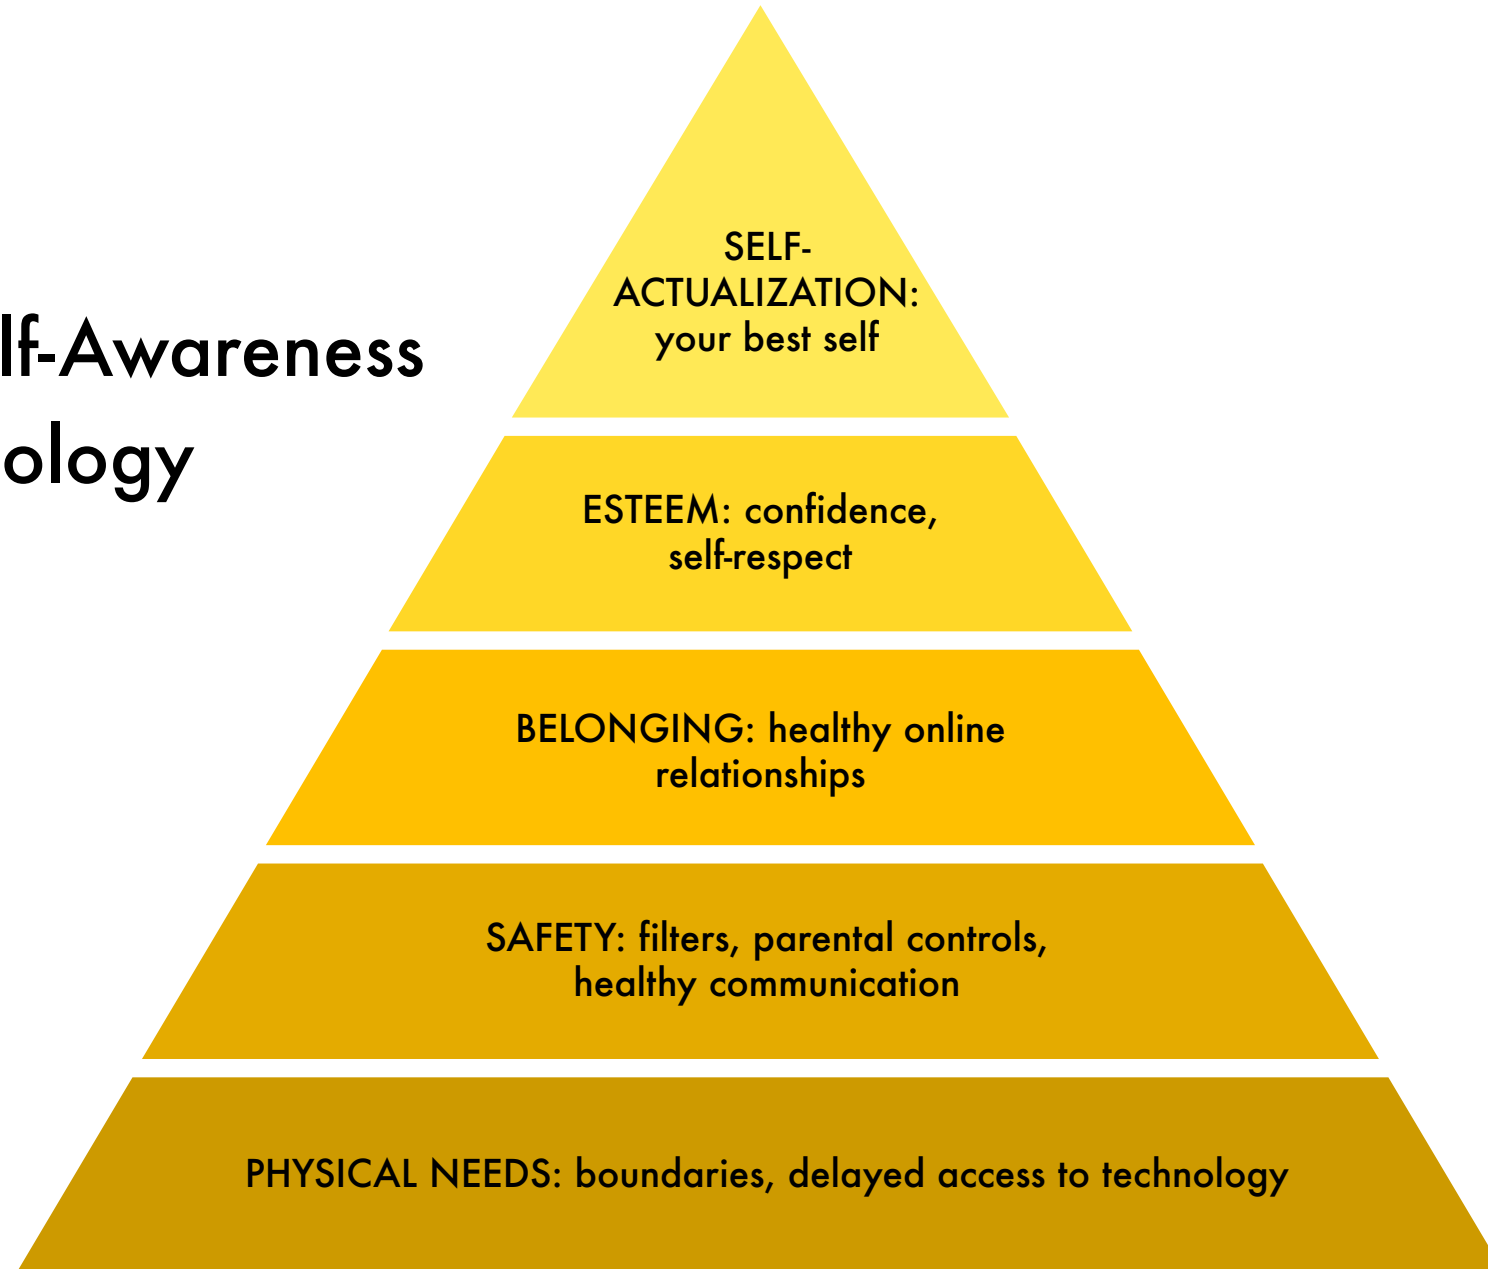 SELF-
ACTUALIZATION:
your best self
lf-Awareness
ology
ESTEEM: confidence,
self-respect
BELONGING: healthy online
relationships
SAFETY: filters, parental controls,
healthy communication
PHYSICAL NEEDS: boundaries, delayed access to technology